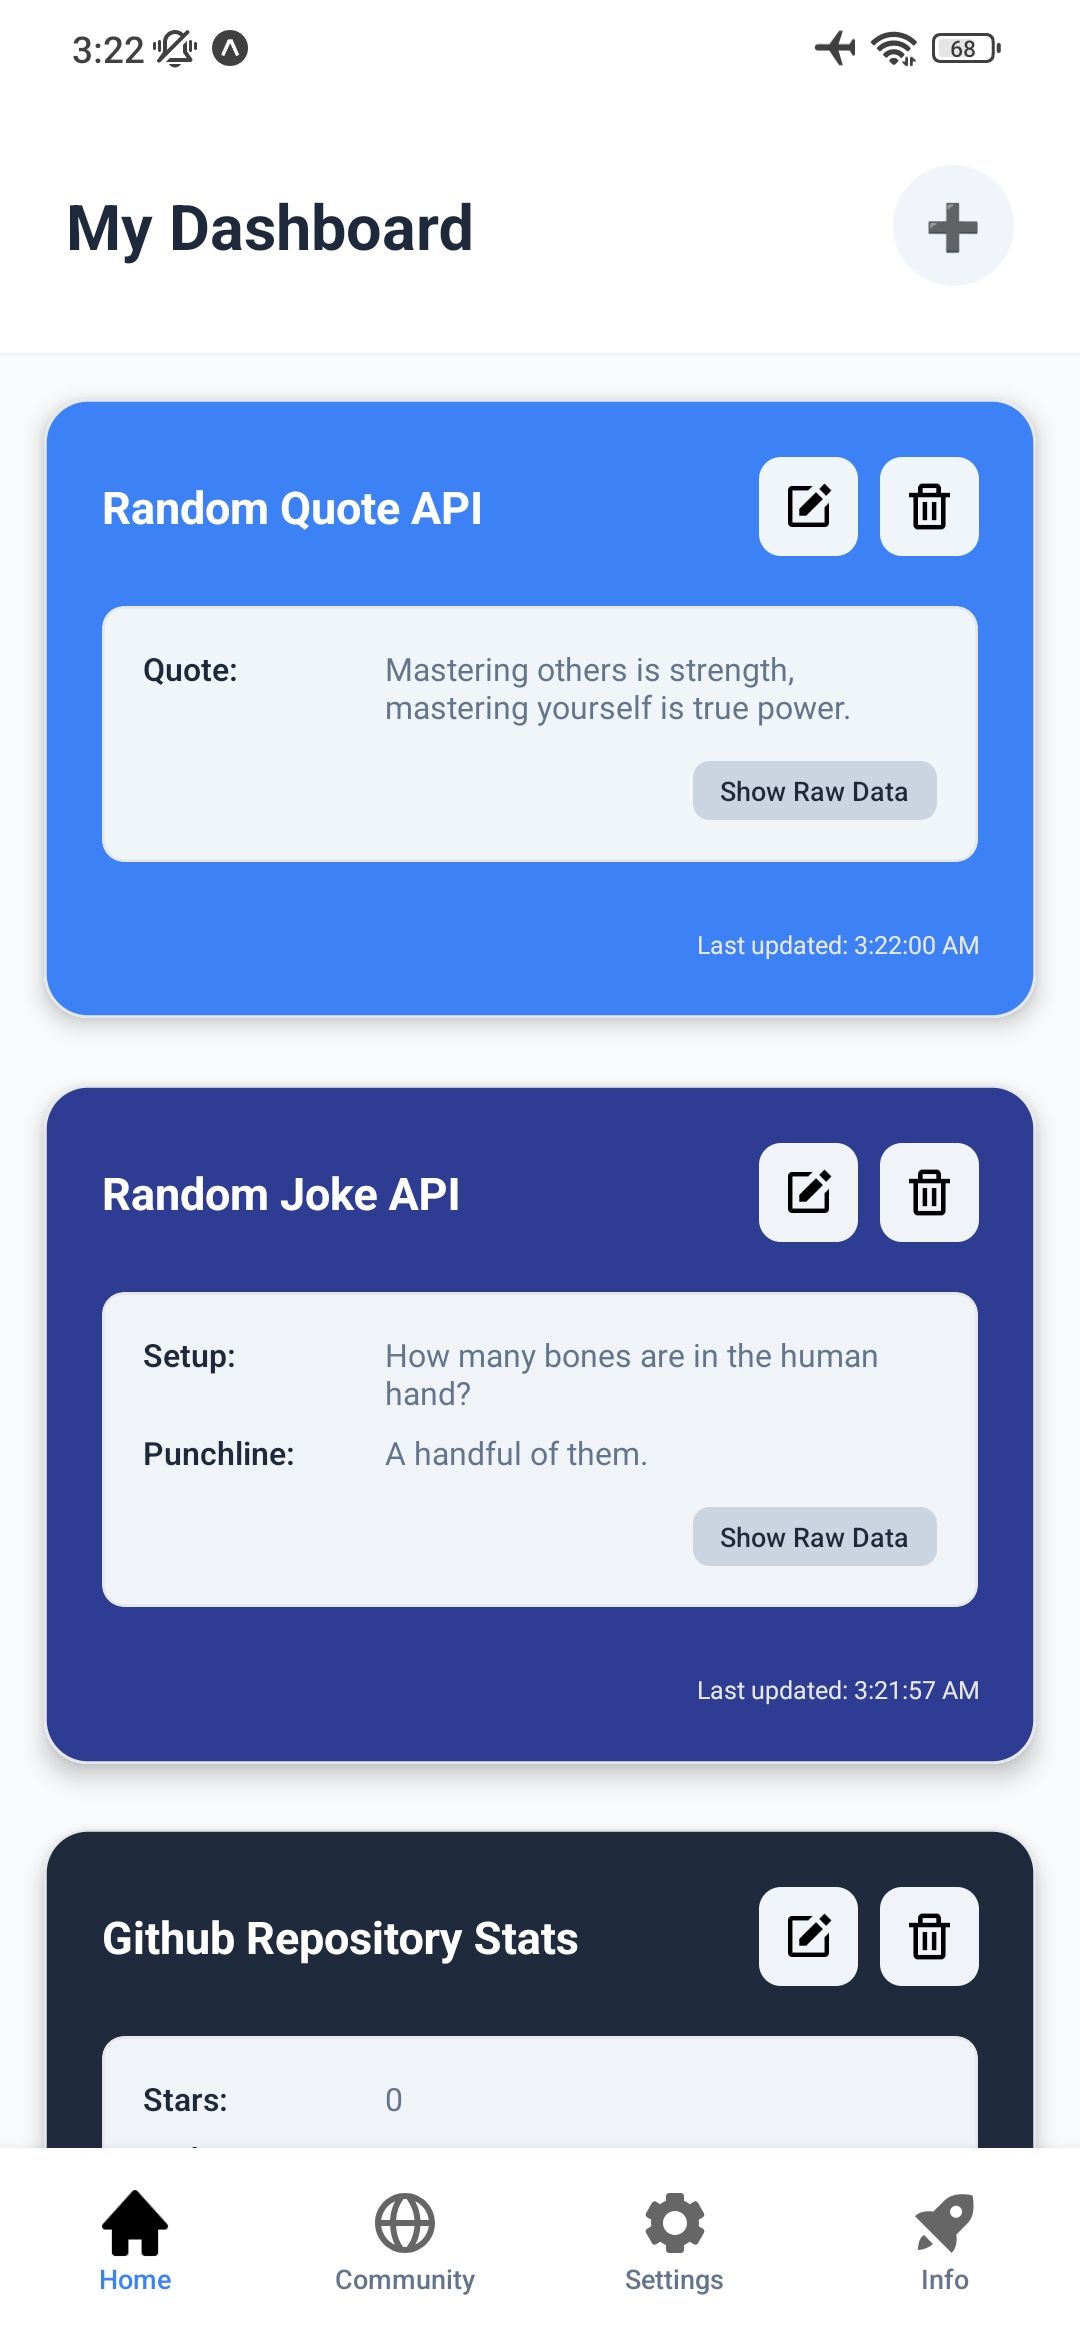 3:22
68
My Dashboard
Random Quote API
Quote: Mastering others is strength,
mastering yourself is true power.
Show Raw Data
Last updated: 3:22:00 AM
Random Joke API
Setup: How many bones are in the human
hand?
Punchline: A handful of them.
Show Raw Data
Last updated: 3:21:57 AM
Github Repository Stats
Stars: 0
Home Community Settings Info